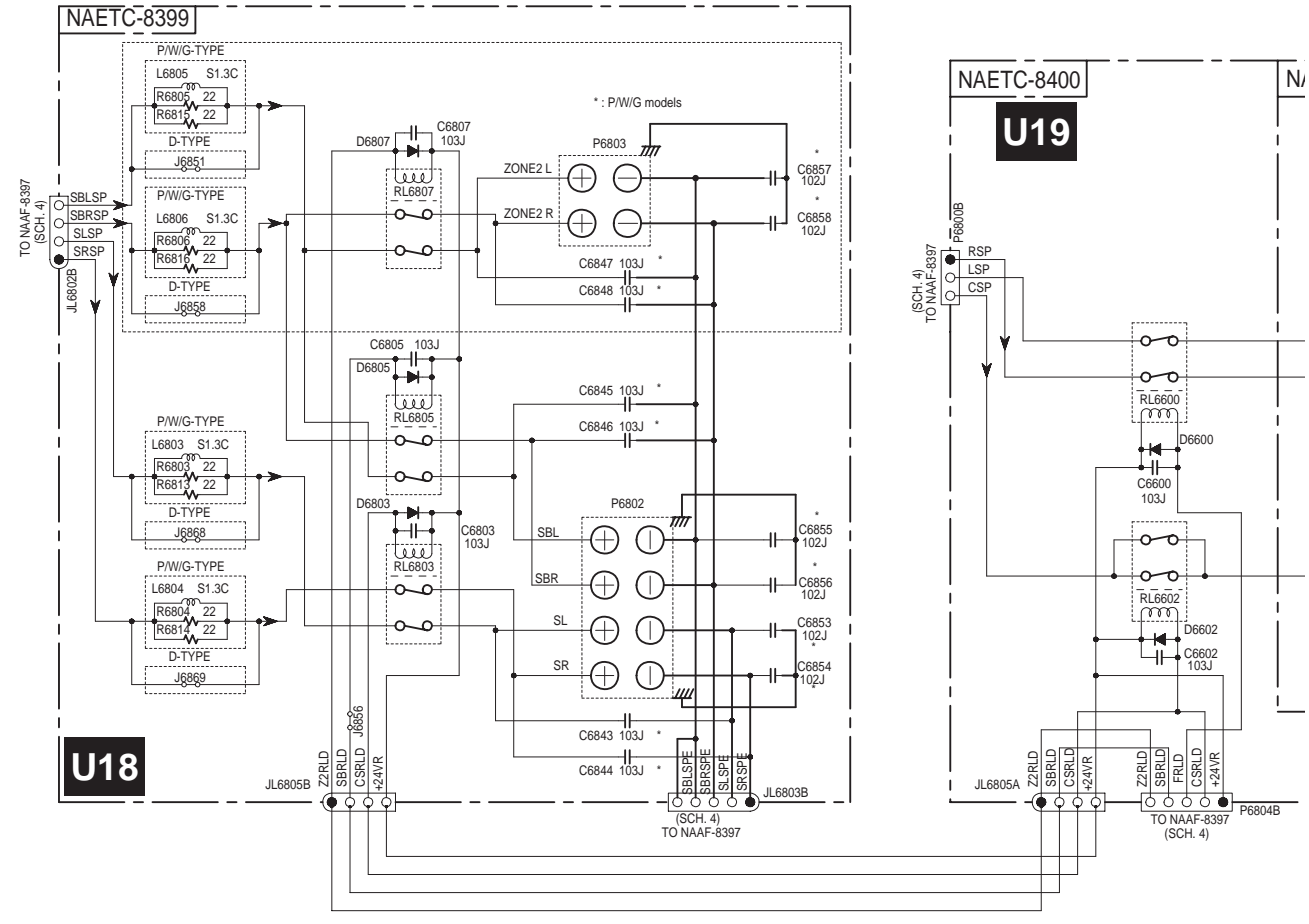 NAETC-8399
P/W/G-TYPE
L6805 S1.3C
R6805 22
R6815 22
D-TYPE
J6851
P/W/G-TYPE
L6806 S1.3C
R6806 22
R6816 22
D-TYPE
J6858
TO NAAF-8397
(SCH. 4)
SBLSP
SBRSP
SLSP
SRSP
JL6802B
* : P/W/G models
D6807
C6807
103J
RL6807
P6803
ZONE2 L
ZONE2 R
*
C6857
102J
*
C6858
102J
C6847 103J *
C6848 103J *
C6805 103J
D6805
RL6805
C6845 103J *
C6846 103J *
P/W/G-TYPE
L6803 S1.3C
R6803 22
R6813 22
D-TYPE
J6868
P/W/G-TYPE
L6804 S1.3C
R6804 22
R6814 22
D-TYPE
J6869
D6803
C6803
103J
RL6803
P6802
SBL
SBR
SL
SR
*
C6855
102J
*
C6856
102J
C6853
102J
*
C6854
102J
*
C6843 103J *
C6844 103J *
J6856
U18
JL6805B
Z2RLD
SBRLD
CSRLD
+24VR
SBLSPE
SBRSPE
SLSPE
SRSPE
JL6803B
(SCH. 4)
TO NAAF-8397
NAETC-8400
NA
U19
P6800B
(SCH. 4)
TO NAAF-8397
RSP
LSP
CSP
RL6600
D6600
C6600
103J
RL6602
D6602
C6602
103J
JL6805A
Z2RLD
SBRLD
CSRLD
+24VR
Z2RLD
SBRLD
FRLD
CSRLD
+24VR
P6804B
TO NAAF-8397
(SCH. 4)